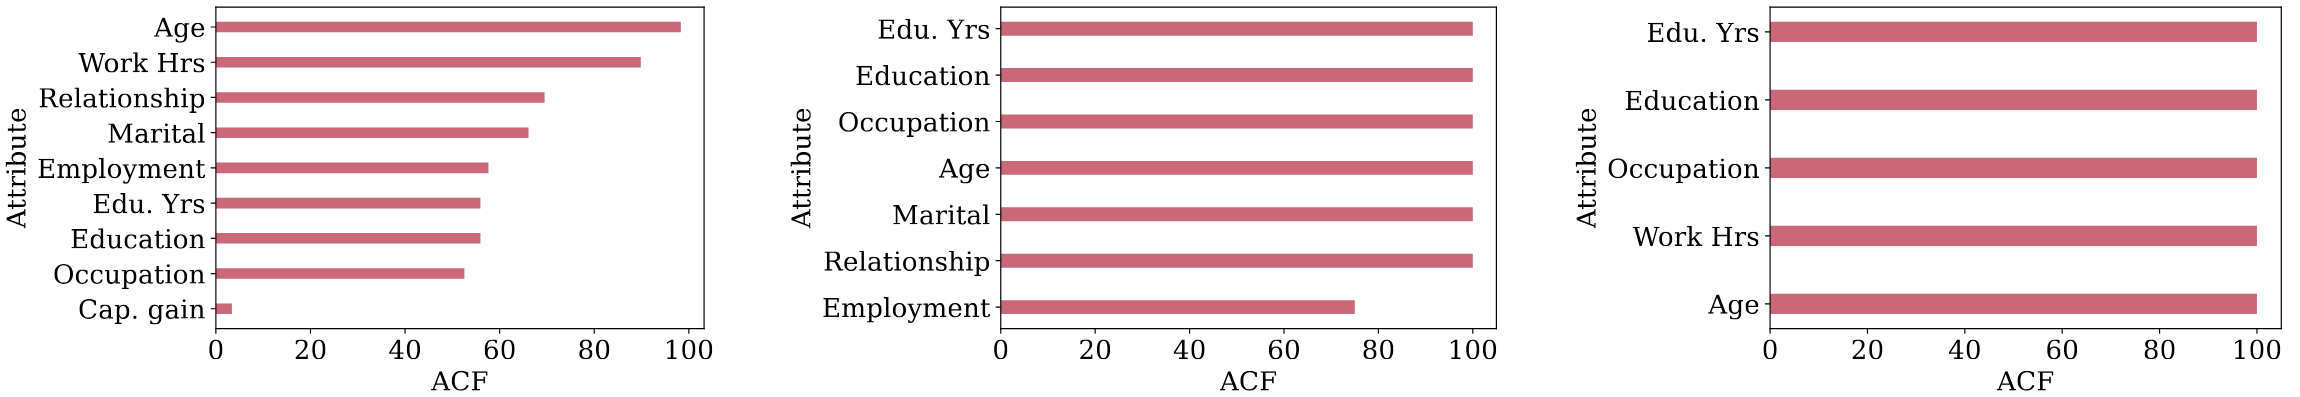 Attribute
Age
Work Hrs
Relationship
Marital
Employment
Edu. Yrs
Education
Occupation
Cap. gain
0 20 40 60 80 100
ACF
Attribute
Edu. Yrs
Education
Occupation
Age
Marital
Relationship
Employment
0 20 40 60 80 100
ACF
Attribute
Edu. Yrs
Education
Occupation
Work Hrs
Age
0 20 40 60 80 100
ACF